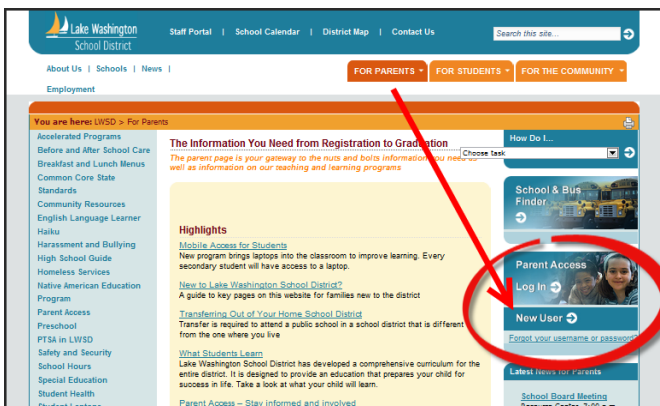 Lake Washington
School District
Staff Portal | School Calendar | District Map | Contact Us
Search this site...
About Us | Schools | News |
Employment
FOR PARENTS
FOR STUDENTS
FOR THE COMMUNITY
You are here: LWSD > For Parents
Accelerated Programs
Before and After School Care
Breakfast and Lunch Menus
Common Core State
Standards
Community Resources
English Language Learner
Haiku
Harassment and Bullying
High School Guide
Homeless Services
Native American Education
Program
Parent Access
Preschool
PTSA in LWSD
Safety and Security
School Hours
Special Education
Student Health
Student Laptops
The Information You Need from Registration to Graduation
The parent page is your gateway to the nuts and bolts information you need as
well as information on our teaching and learning programs
Highlights
Mobile Access for Students
New program brings laptops into the classroom to improve learning. Every
secondary student will have access to a laptop.
New to Lake Washington School District?
A guide to key pages on this website for families new to the district
Transferring Out of Your Home School District
Transfer is required to attend a public school in a school district that is different
from the one where you live
What Students Learn
Lake Washington School District has developed a comprehensive curriculum for the
entire district. It is designed to provide an education that prepares your child for
success in life. Take a look at what your child will learn.
Parent Access – Stay informed and involved
How Do I...
Choose task
School & Bus
Finder
Parent Access
Log In
New User
Forgot your username or password?
Latest News for Parents
School Board Meeting